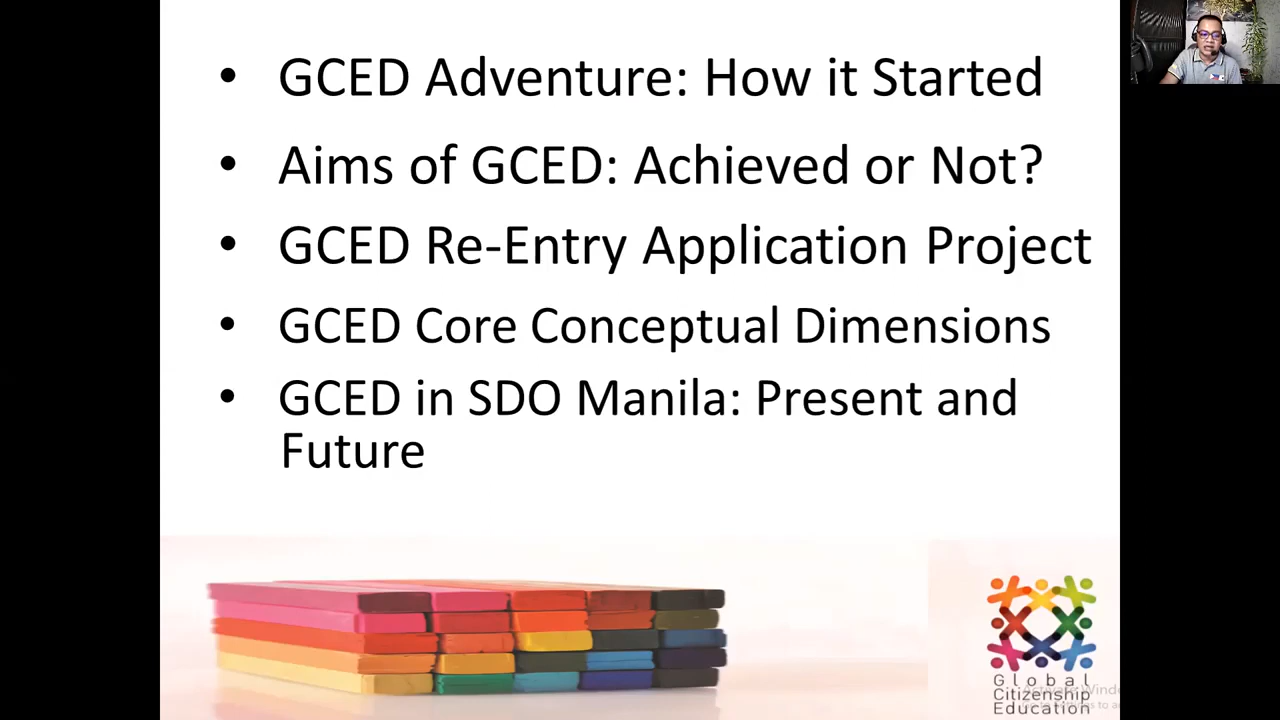 • GCED Adventure: How it Started
• Aims of GCED: Achieved or Not?
• GCED Re-Entry Application Project
• GCED Core Conceptual Dimensions
• GCED in SDO Manila: Present and
Future
Global
Citizenship
Education